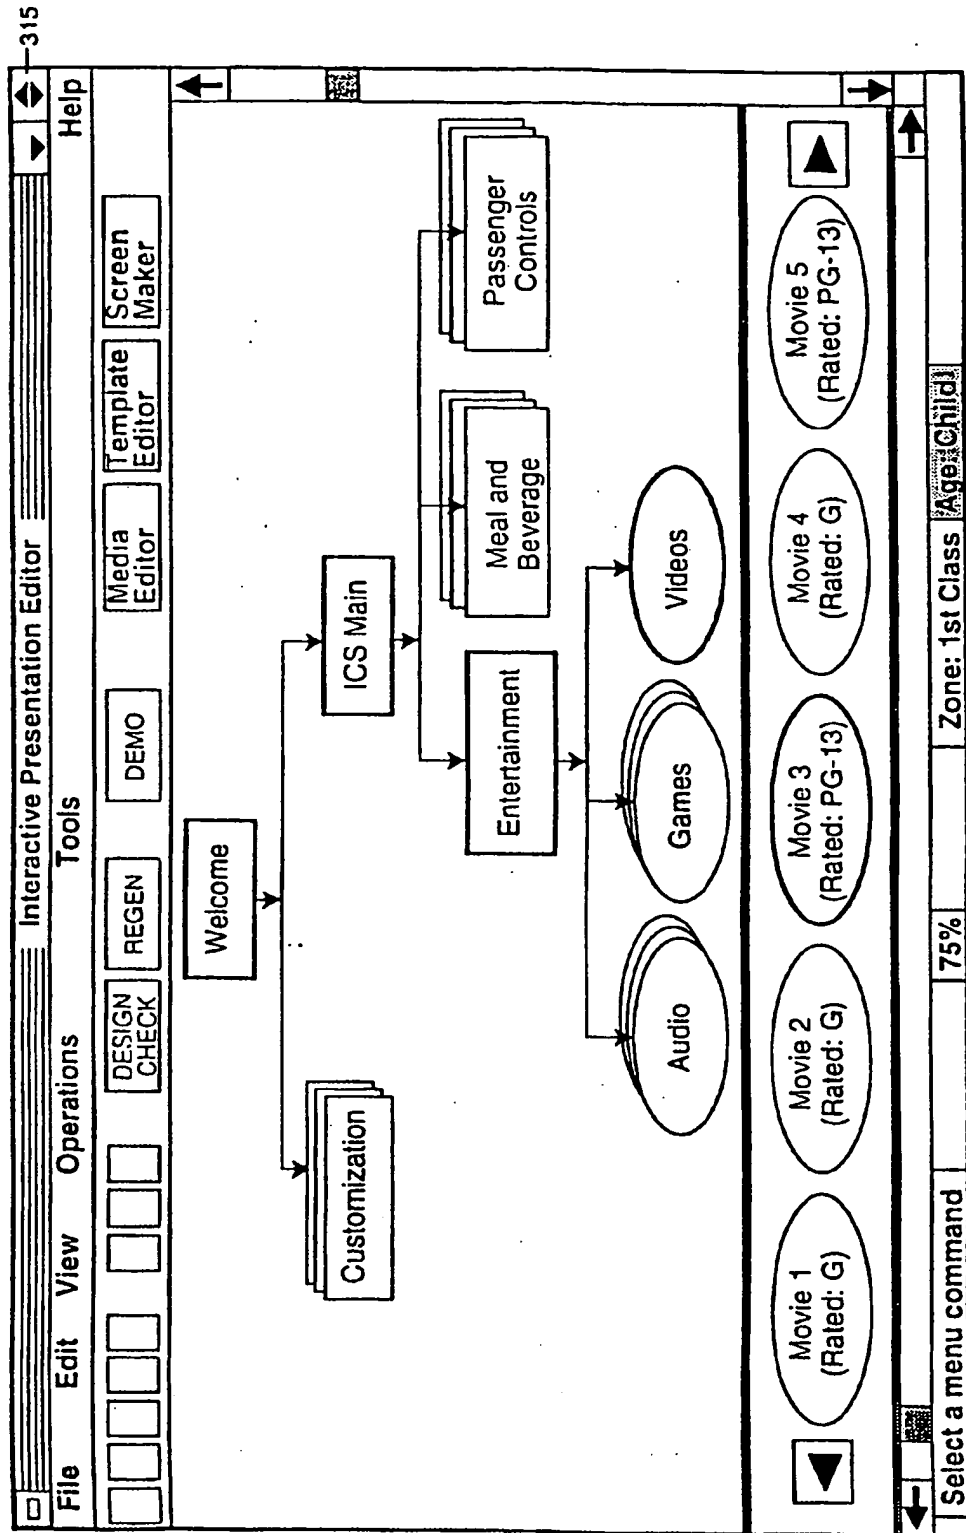 315
Interactive Presentation Editor
File Edit View Operations Tools Help
DESIGN
CHECK
REGEN
DEMO
Media
Editor
Template
Editor
Screen
Maker
Welcome
Customization
ICS Main
Entertainment
Meal and
Beverage
Passenger
Controls
Audio
Games
Videos
Movie 1
(Rated: G)
Movie 2
(Rated: G)
Movie 3
(Rated: PG-13)
Movie 4
(Rated: G)
Movie 5
(Rated: PG-13)
Select a menu command
75%
Zone: 1st Class
Age: Child